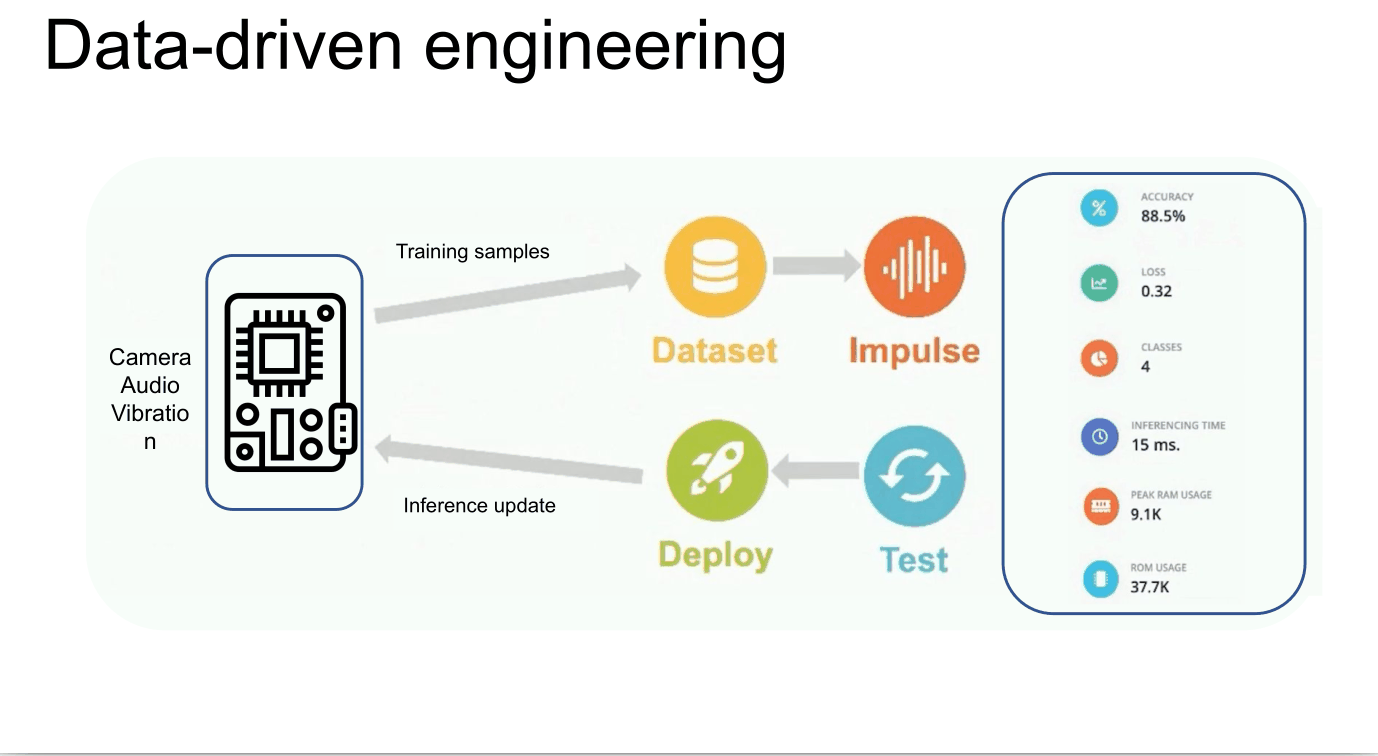 Data-driven engineering
Training samples
Camera
Audio
Vibratio
n
Dataset
Impulse
Inference update
Deploy
Test
ACCURACY
88.5%
LOSS
0.32
CLASSES
4
INFERENCING TIME
15 ms.
PEAK RAM USAGE
9.1K
ROM USAGE
37.7K